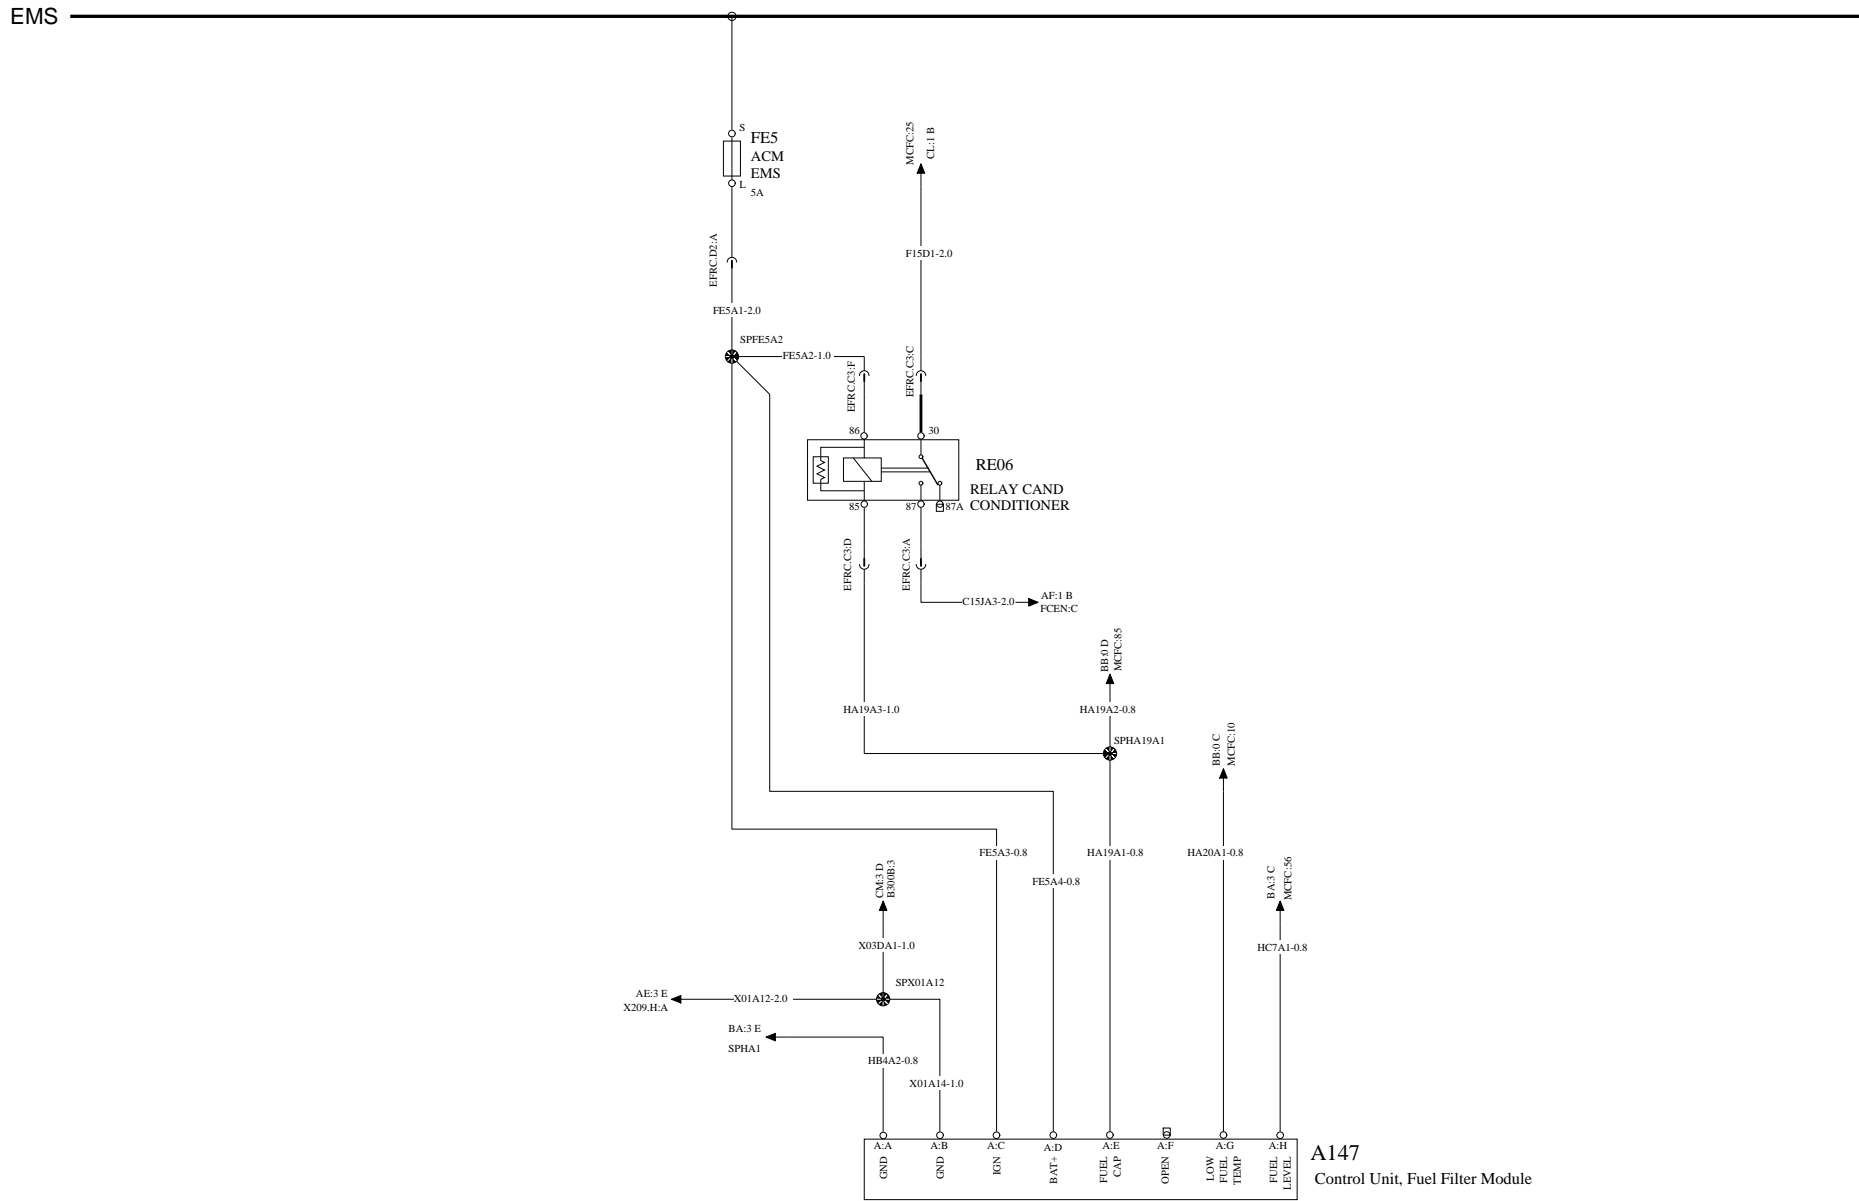 EMS
S
FE5
ACM
EMS
L
5A
MCFC:25
CL:1 B
EFRC.D2:A
F15D1-2.0
FE5A1-2.0
SPFE5A2
FE5A2-1.0
EFRC.C3:F
EFRC.C3:C
86
30
RE06
RELAY CAND
CONDITIONER
85
87
87A
EFRC.C3:D
EFRC.C3:A
C15JA3-2.0
AF:1 B
FCEN:C
BB:0 D
MCFC:85
HA19A3-1.0
HA19A2-0.8
SPHA19A1
BB:0 C
MCFC:10
FE5A3-0.8
HA19A1-0.8
HA20A1-0.8
FE5A4-0.8
CM:3 D
B300B:3
BA:3 C
MCFC:56
X03DA1-1.0
HC7A1-0.8
SPX01A12
AE:3 E
X209.H:A
X01A12-2.0
BA:3 E
SPHA1
HB4A2-0.8
X01A14-1.0
A:A
A:B
A:C
A:D
A:E
A:F
A:G
A:H
GND
GND
IGN
BAT+
FUEL
CAP
OPEN
LOW
FUEL
TEMP
FUEL
LEVEL
A147
Control Unit, Fuel Filter Module